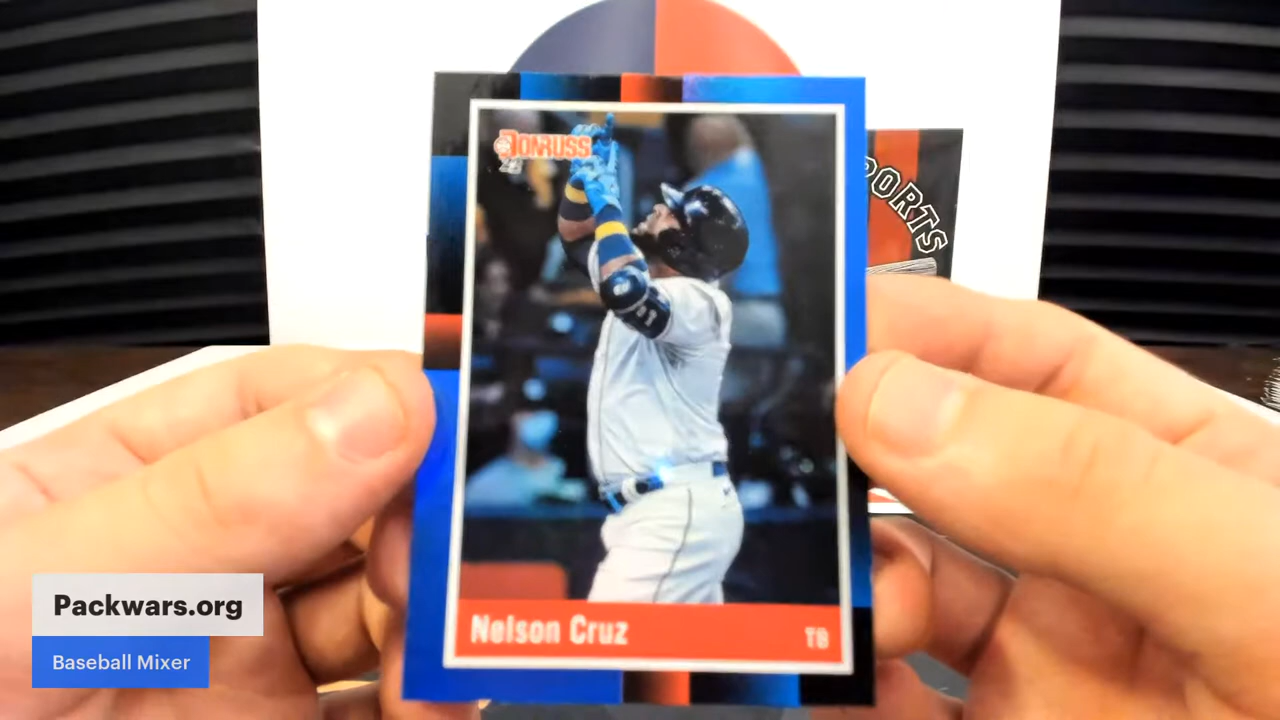 DONRUSS
PORTS
Nelson Cruz
TB
Packwars.org
Baseball Mixer